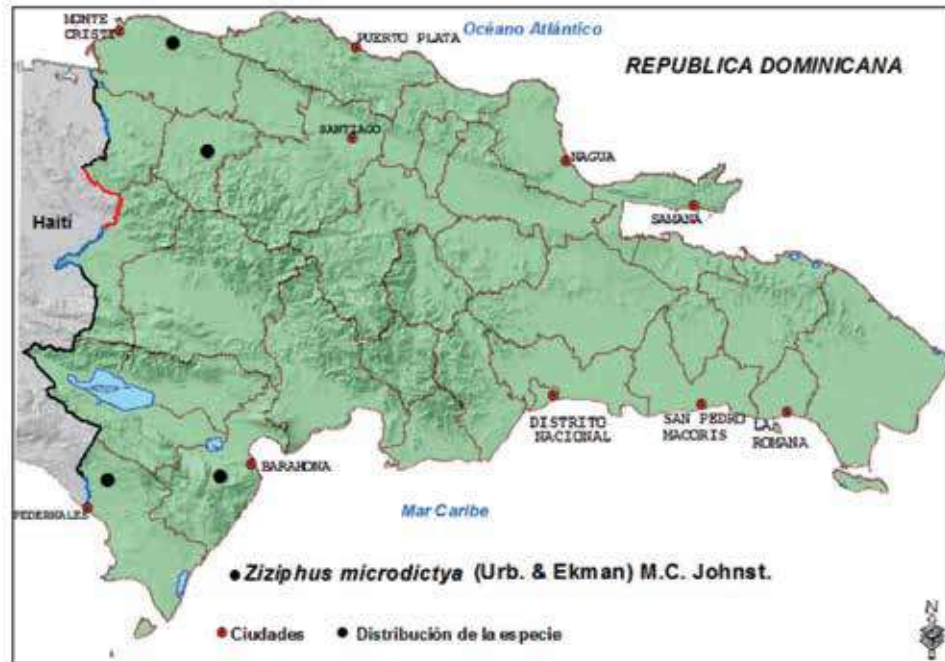 MONTE
CRISTI
Océano Atlántico
PUERTO PLATA
REPUBLICA DOMINICANA
SANTIAGO
NAGUA
Haití
SAMANA
DISTRITO
NACIONAL
SAN PEDRO
MACORIS
LA
ROMANA
BARAHONA
PEDERNALES
Mar Caribe
Ziziphus microdictya (Urb. & Ekman) M.C. Johnst.
Ciudades
Distribución de la especie
N